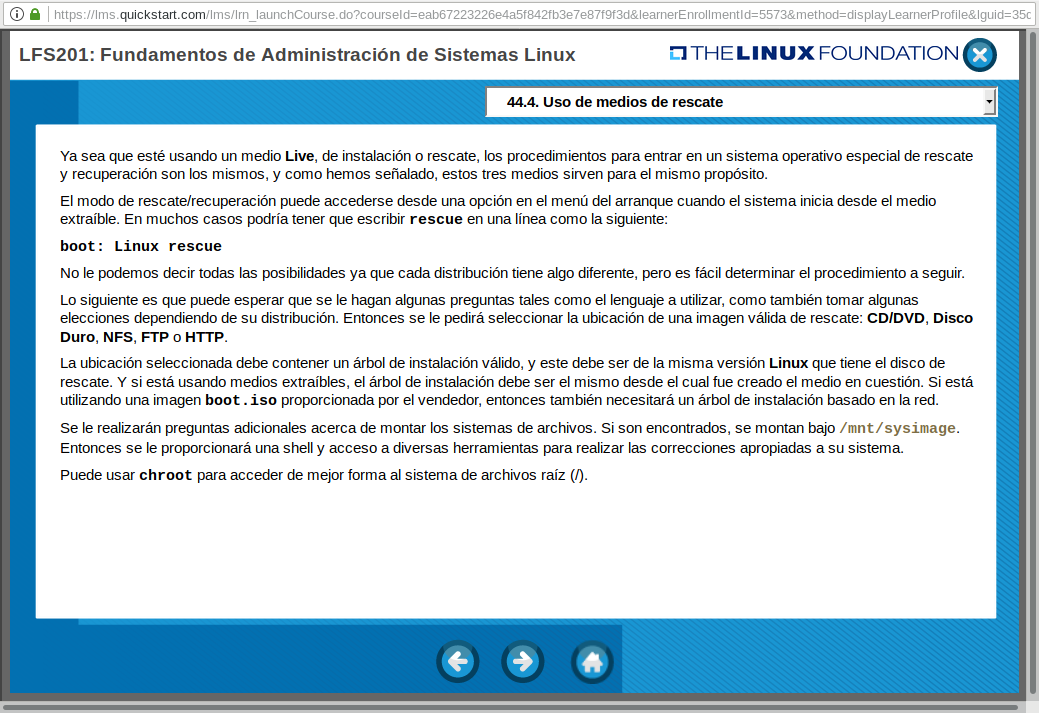 https://lms.quickstart.com/lms/lrn_launchCourse.do?courseId=eab67223226e4a5f842fb3e7e87f9f3d&learnerEnrollmentId=5573&method=displayLearnerProfile&lguid=35c
LFS201: Fundamentos de Administración de Sistemas Linux
THE LINUX FOUNDATION
44.4. Uso de medios de rescate
Ya sea que esté usando un medio Live, de instalación o rescate, los procedimientos para entrar en un sistema operativo especial de rescate
y recuperación son los mismos, y como hemos señalado, estos tres medios sirven para el mismo propósito.
El modo de rescate/recuperación puede accederse desde una opción en el menú del arranque cuando el sistema inicia desde el medio
extraíble. En muchos casos podría tener que escribir rescue en una línea como la siguiente:
boot: Linux rescue
No le podemos decir todas las posibilidades ya que cada distribución tiene algo diferente, pero es fácil determinar el procedimiento a seguir.
Lo siguiente es que puede esperar que se le hagan algunas preguntas tales como el lenguaje a utilizar, como también tomar algunas
elecciones dependiendo de su distribución. Entonces se le pedirá seleccionar la ubicación de una imagen válida de rescate: CD/DVD, Disco
Duro, NFS, FTP o HTTP.
La ubicación seleccionada debe contener un árbol de instalación válido, y este debe ser de la misma versión Linux que tiene el disco de
rescate. Y si está usando medios extraíbles, el árbol de instalación debe ser el mismo desde el cual fue creado el medio en cuestión. Si está
utilizando una imagen boot.iso proporcionada por el vendedor, entonces también necesitará un árbol de instalación basado en la red.
Se le realizarán preguntas adicionales acerca de montar los sistemas de archivos. Si son encontrados, se montan bajo /mnt/sysimage.
Entonces se le proporcionará una shell y acceso a diversas herramientas para realizar las correcciones apropiadas a su sistema.
Puede usar chroot para acceder de mejor forma al sistema de archivos raíz (/).